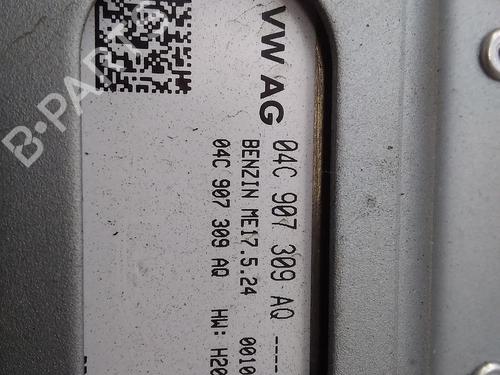 VW AG
04C 907 309 AQ ----
BENZIN ME17.5.24 0010
04C 907 309 AQ HW: H20
B-PARTS